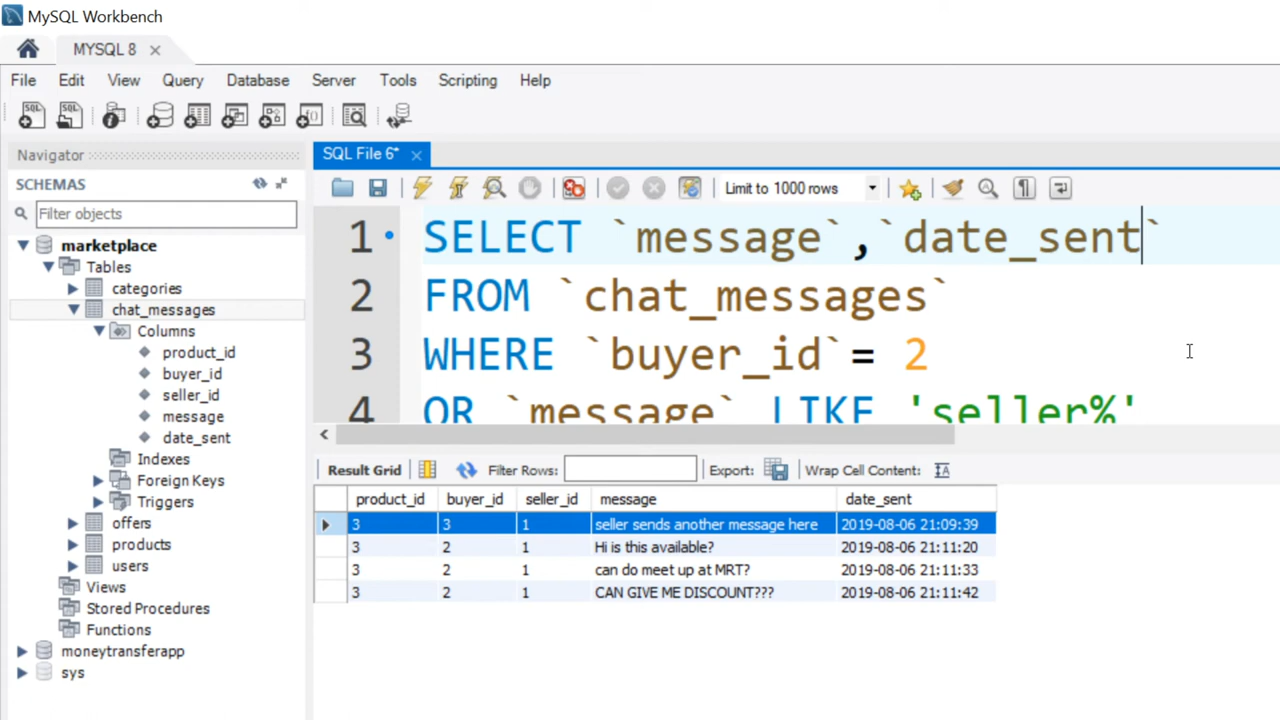 MySQL Workbench
MYSQL 8
File Edit View Query Database Server Tools Scripting Help
Navigator
SCHEMAS
Filter objects
marketplace
Tables
categories
chat_messages
Columns
product_id
buyer_id
seller_id
message
date_sent
Indexes
Foreign Keys
Triggers
offers
products
users
Views
Stored Procedures
Functions
moneytransferapp
sys
SQL File 6*
Limit to 1000 rows
1 SELECT `message`,`date_sent`
2 FROM `chat_messages`
3 WHERE `buyer_id`= 2
4 OR `message` LIKE 'seller%'
Result Grid Filter Rows: Export: Wrap Cell Content:
product_id buyer_id seller_id message date_sent
3 3 1 seller sends another message here 2019-08-06 21:09:39
3 2 1 Hi is this available? 2019-08-06 21:11:20
3 2 1 can do meet up at MRT? 2019-08-06 21:11:33
3 2 1 CAN GIVE ME DISCOUNT??? 2019-08-06 21:11:42